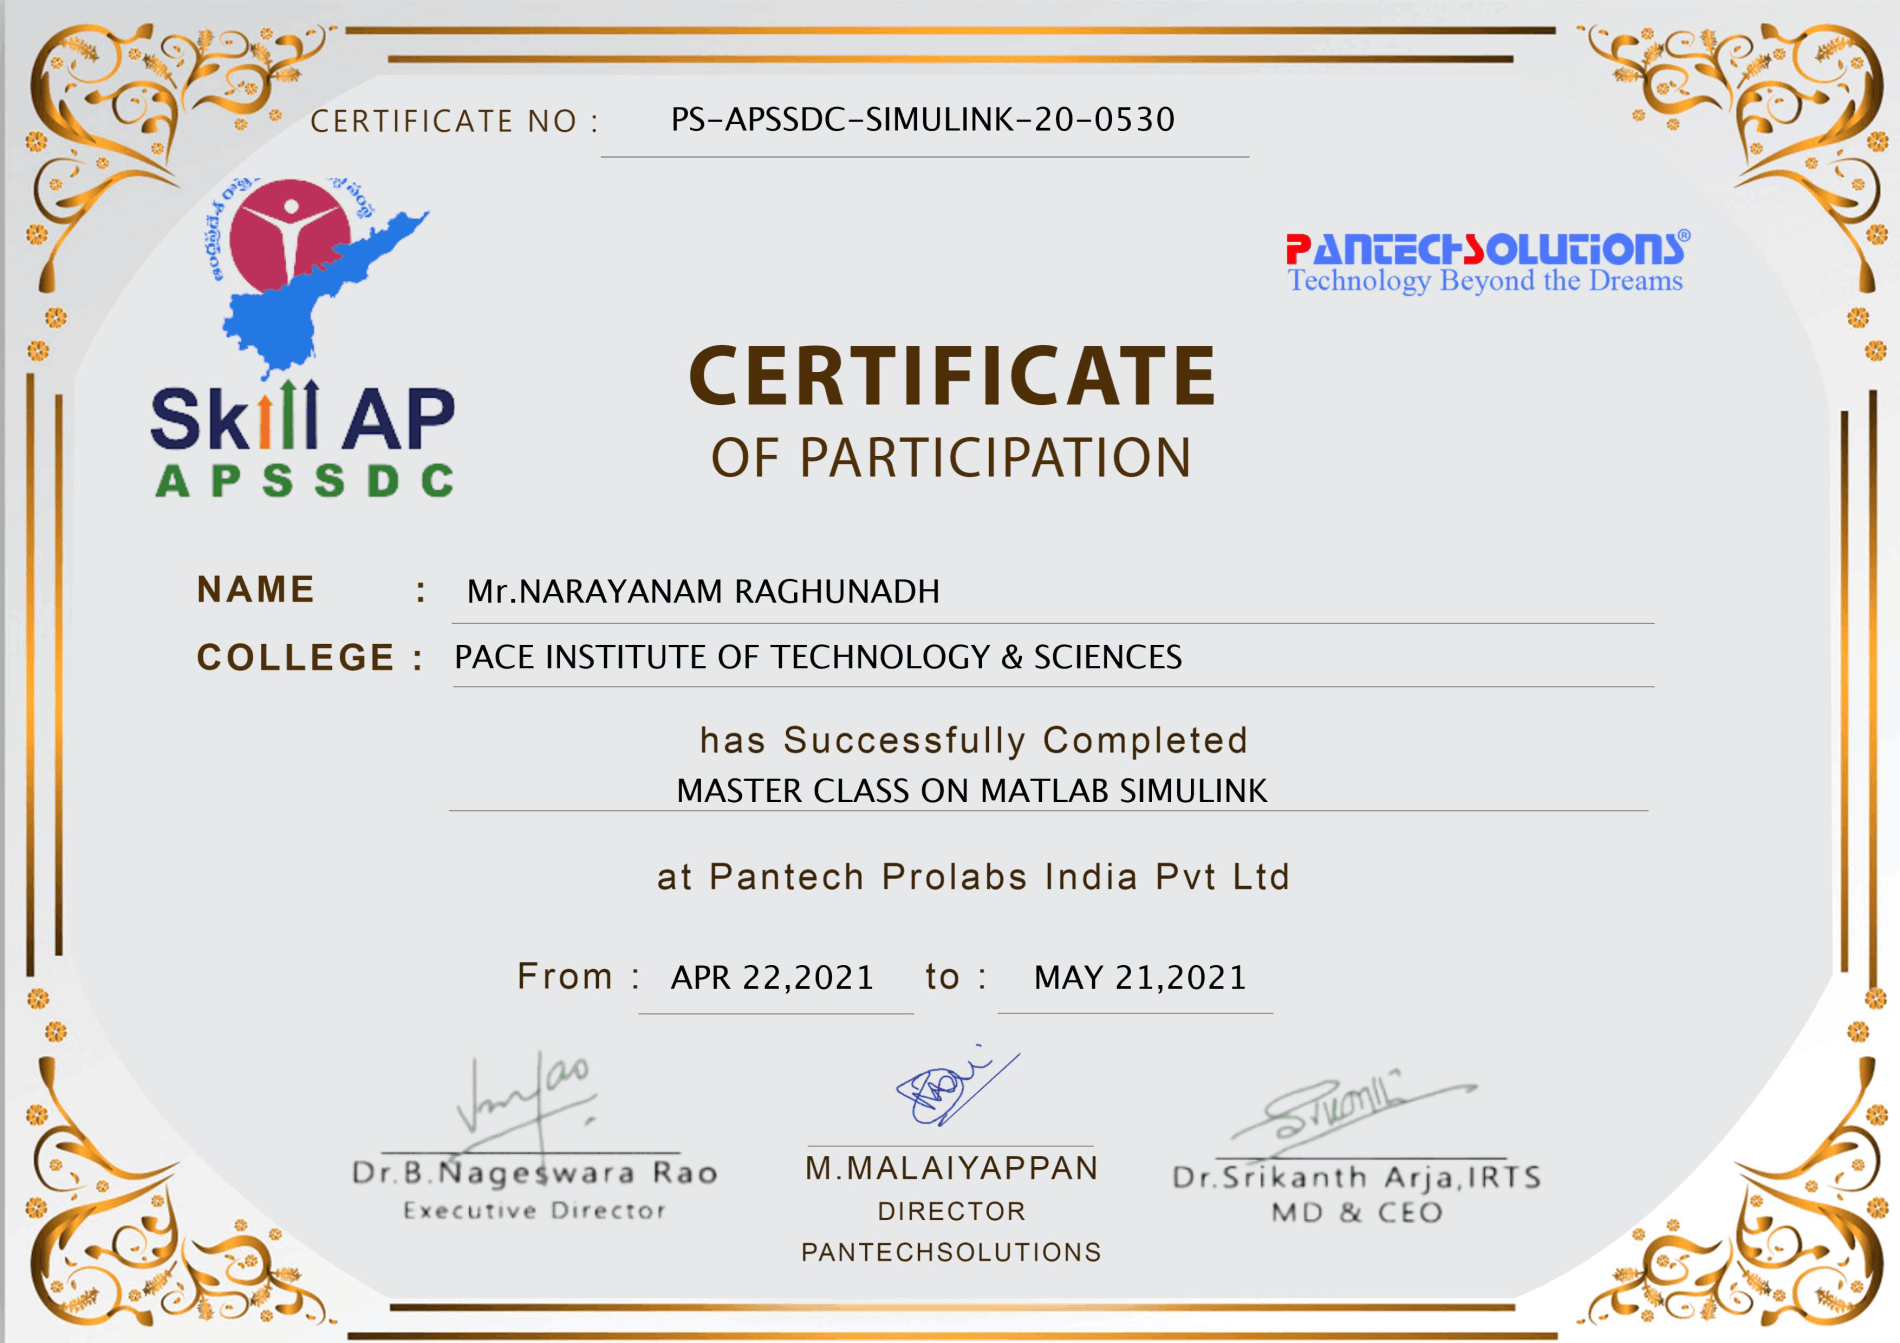 CERTIFICATE NO : PS-APSSDC-SIMULINK-20-0530
PANTECHSOLUTIONS®
Technology Beyond the Dreams
Skill AP
APSSDC
CERTIFICATE
OF PARTICIPATION
NAME : Mr.NARAYANAM RAGHUNADH
COLLEGE : PACE INSTITUTE OF TECHNOLOGY & SCIENCES
has Successfully Completed
MASTER CLASS ON MATLAB SIMULINK
at Pantech Prolabs India Pvt Ltd
From : APR 22,2021 to : MAY 21,2021
Dr.B.Nageswara Rao
Executive Director
M.MALAIYAPPAN
DIRECTOR
PANTECHSOLUTIONS
Dr.Srikanth Arja,IRTS
MD & CEO